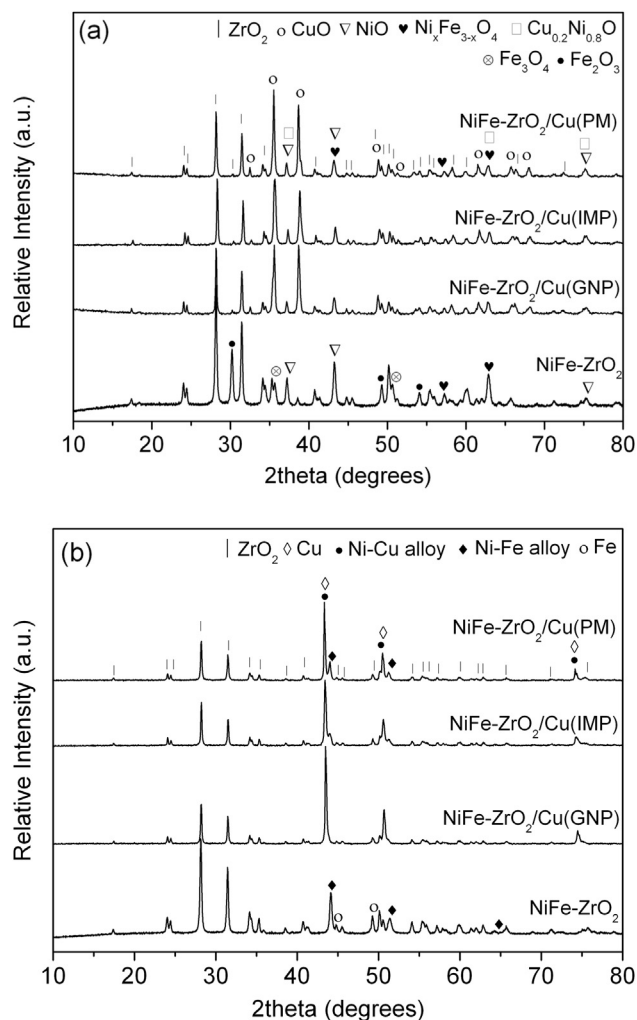 (a)
| ZrO2 ○ CuO ▽ NiO ♥ NixFe3-xO4 □ Cu0.2Ni0.8O
⊗ Fe3O4 ● Fe2O3
NiFe-ZrO2/Cu(PM)
NiFe-ZrO2/Cu(IMP)
NiFe-ZrO2/Cu(GNP)
NiFe-ZrO2
Relative Intensity (a.u.)
10 20 30 40 50 60 70 80
2theta (degrees)
(b)
| ZrO2 ◊ Cu ● Ni-Cu alloy ♦ Ni-Fe alloy ○ Fe
NiFe-ZrO2/Cu(PM)
NiFe-ZrO2/Cu(IMP)
NiFe-ZrO2/Cu(GNP)
NiFe-ZrO2
Relative Intensity (a.u.)
10 20 30 40 50 60 70 80
2theta (degrees)